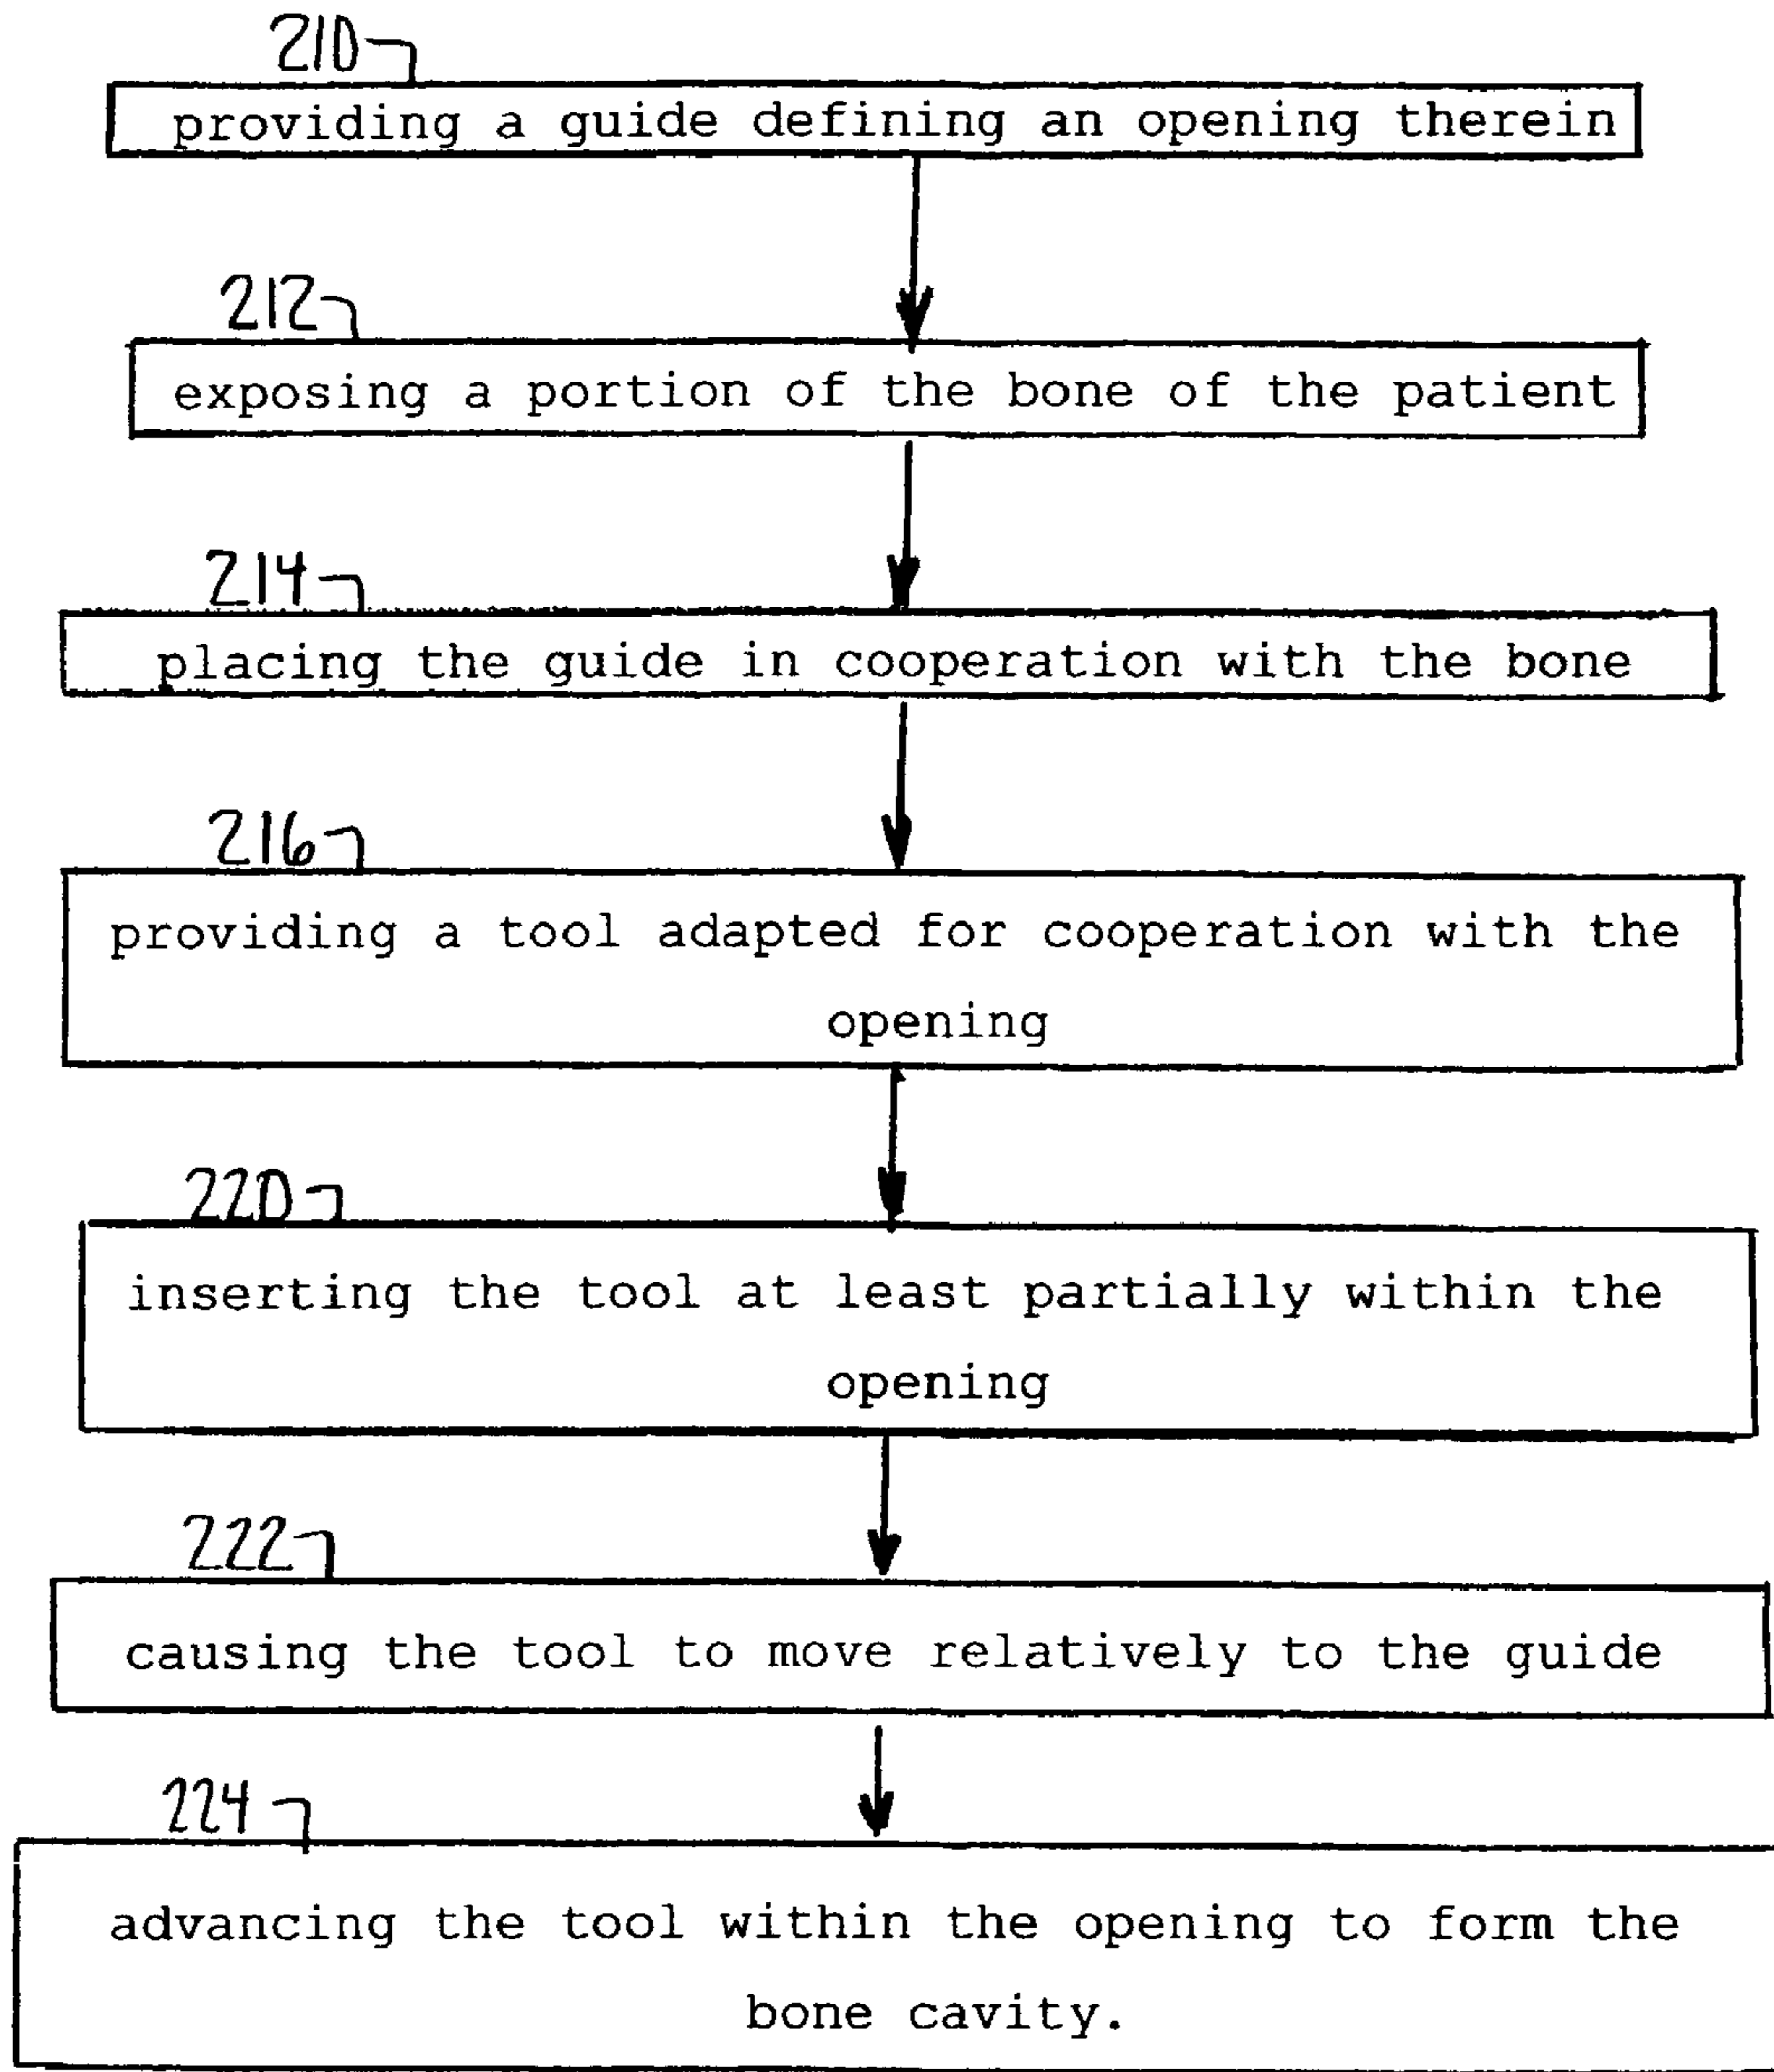 210
providing a guide defining an opening therein
212
exposing a portion of the bone of the patient
214
placing the guide in cooperation with the bone
216
providing a tool adapted for cooperation with the
opening
220
inserting the tool at least partially within the
opening
222
causing the tool to move relatively to the guide
224
advancing the tool within the opening to form the
bone cavity.